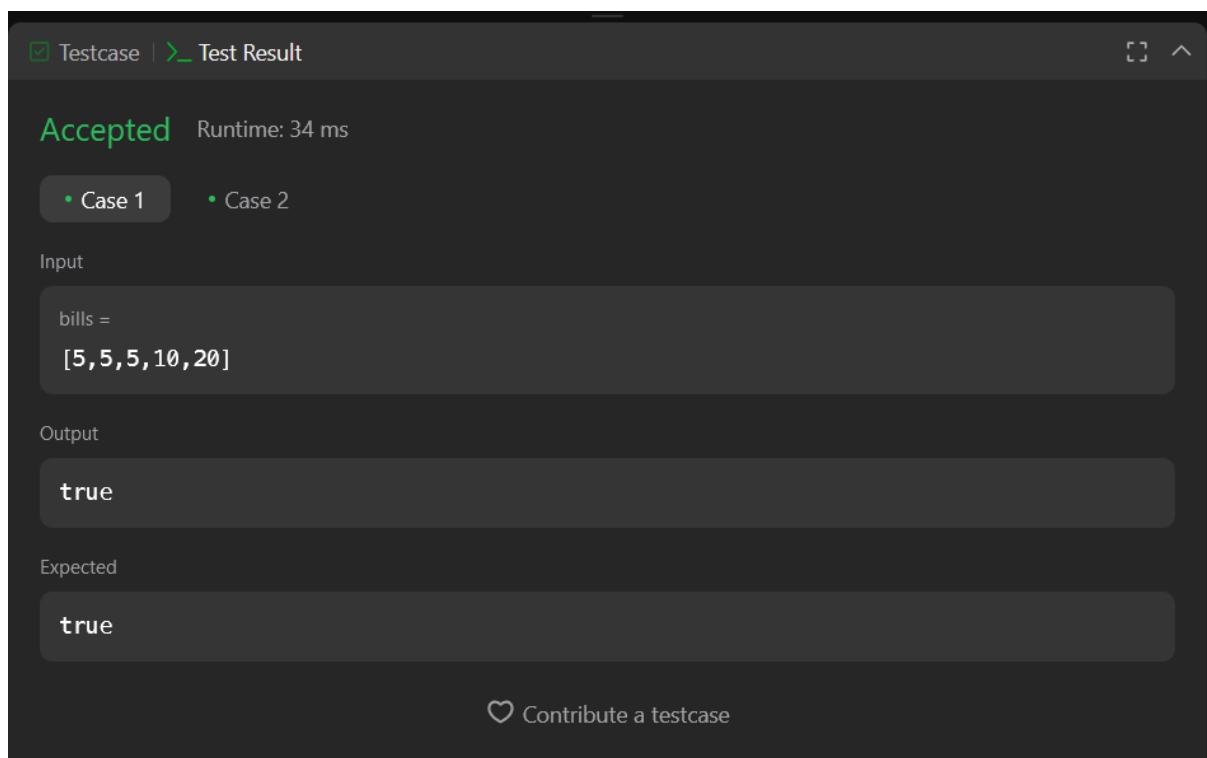 Testcase | >_ Test Result
Accepted Runtime: 34 ms
• Case 1 • Case 2
Input
bills =
[5,5,5,10,20]
Output
true
Expected
true
Contribute a testcase